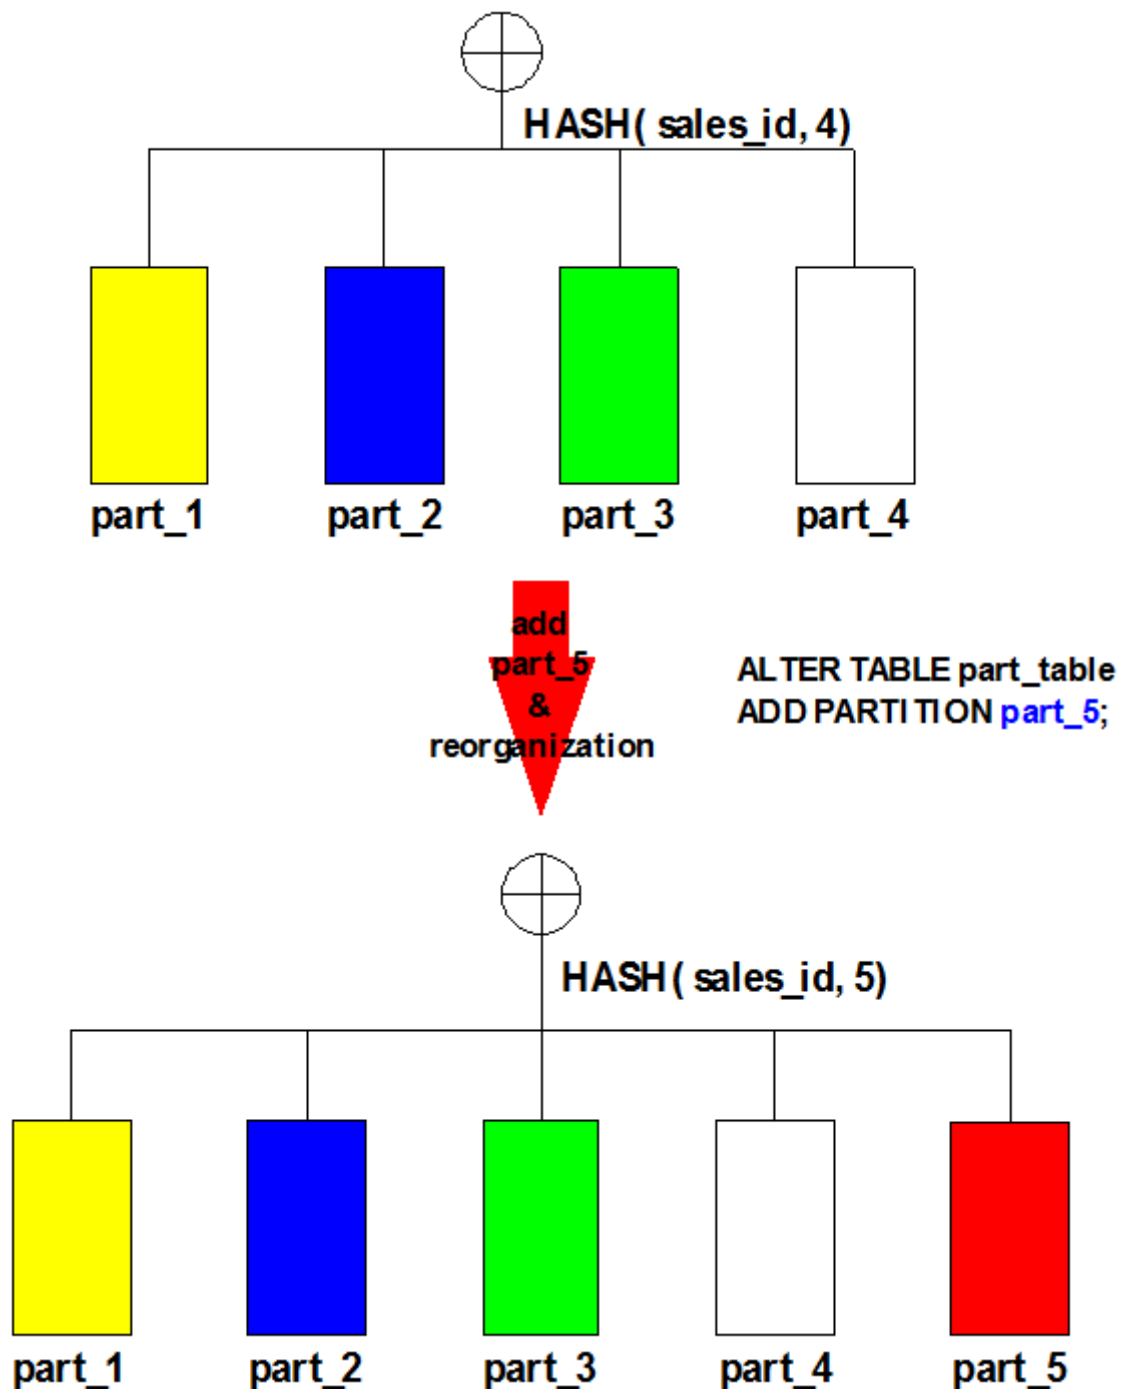 HASH( sales_id, 4)
part_1
part_2
part_3
part_4
add
part_5
&
reorganization
ALTER TABLE part_table
ADD PARTITION part_5;
HASH( sales_id, 5)
part_1
part_2
part_3
part_4
part_5